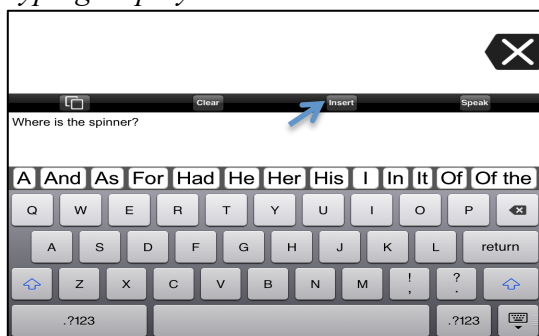 Clear Insert Speak
Where is the spinner?
A And As For Had He Her His I In It Of Of the
Q W E R T Y U I O P
A S D F G H J K L return
Z X C V B N M ! , ? .
.?123 .?123